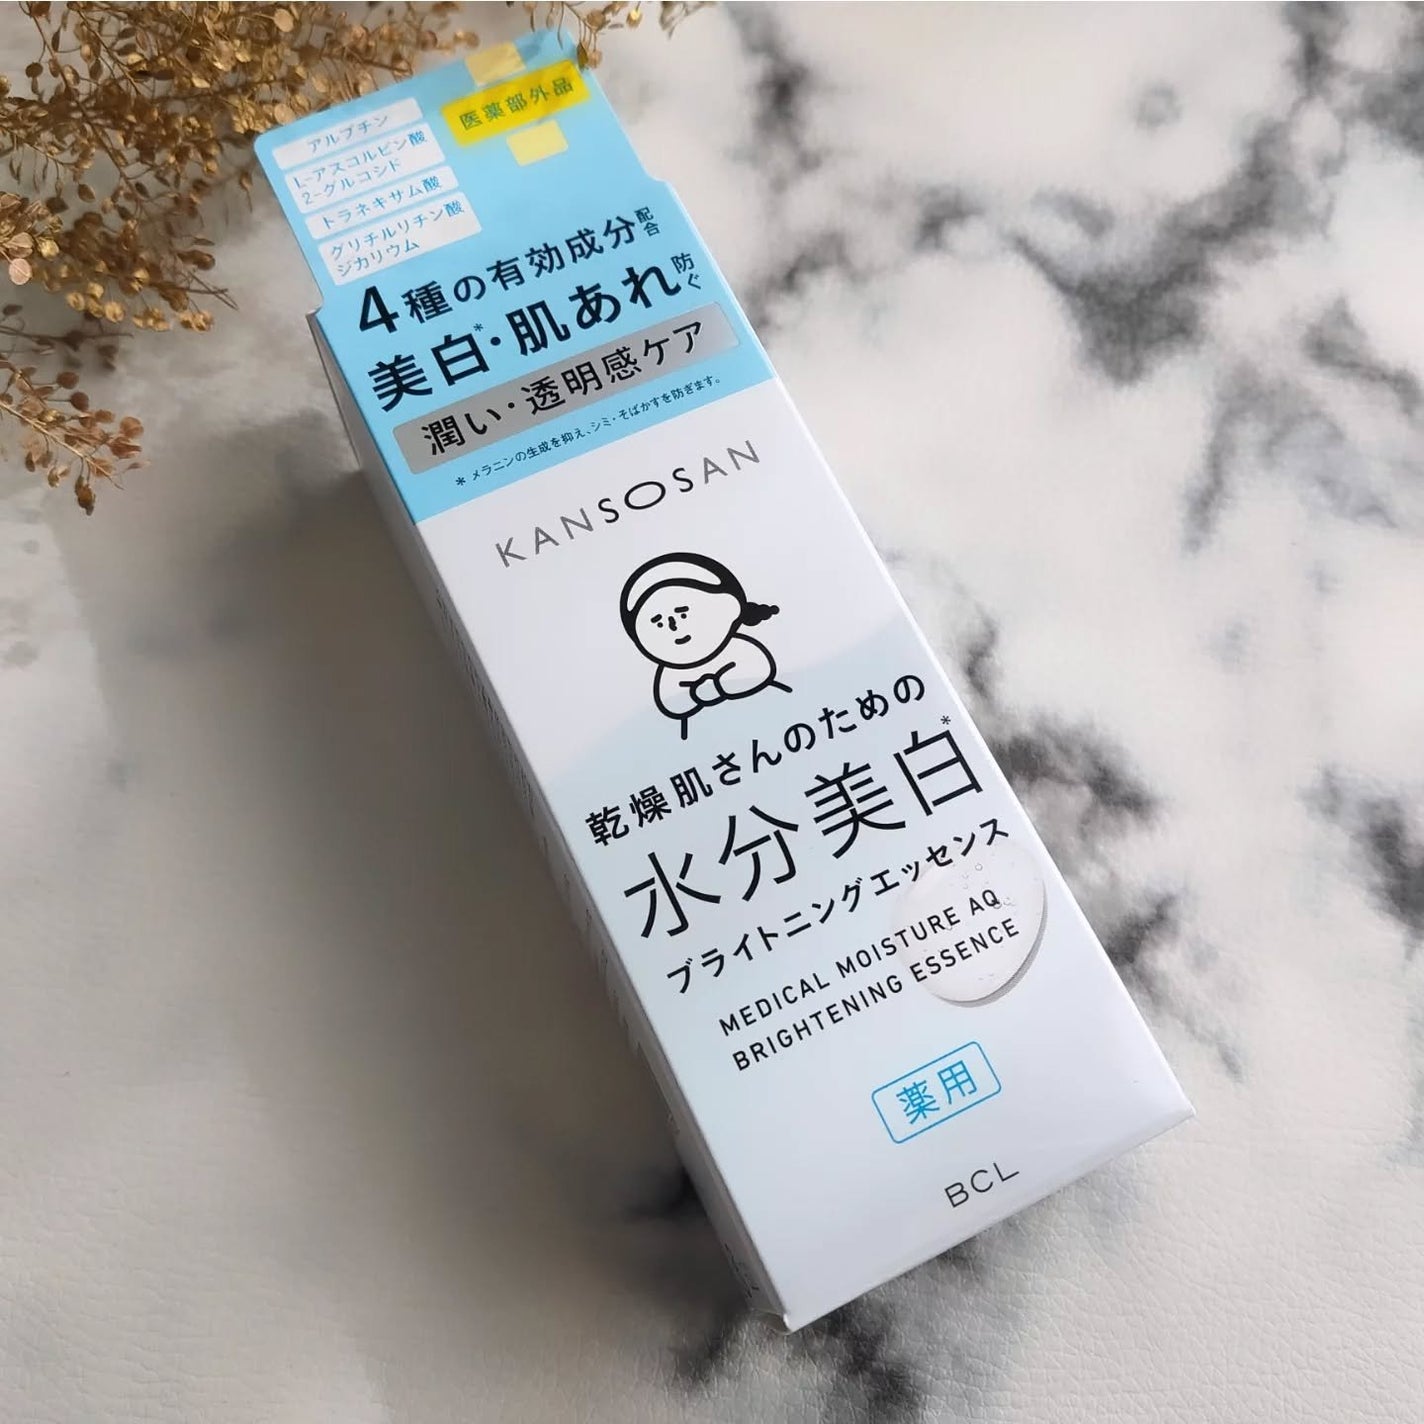 医薬部外品
アルブチン
L-アスコルビン酸
2-グルコシド
トラネキサム酸
グリチルリチン酸
ジカリウム
4種の有効成分配合
美白*・肌あれ防ぐ
潤い・透明感ケア
* メラニンの生成を抑え、シミ・そばかすを防ぎます。
KANSOSAN
乾燥肌さんのための
水分美白*
ブライトニングエッセンス
MEDICAL MOISTURE AQ
BRIGHTENING ESSENCE
薬用
BCL